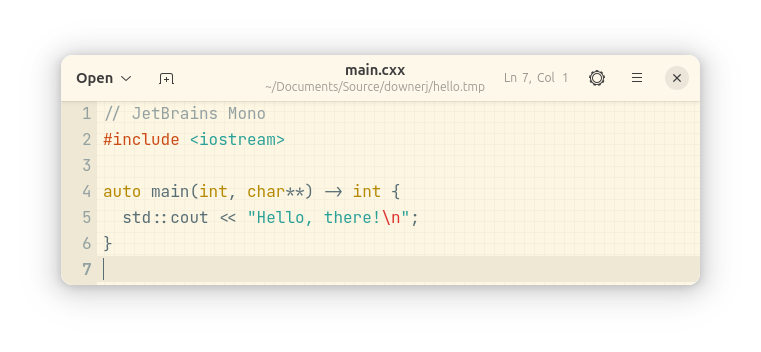 Open
main.cxx
~/Documents/Source/downerj/hello.tmp
Ln 7, Col 1
1 // JetBrains Mono
2 #include <iostream>
3
4 auto main(int, char**) -> int {
5   std::cout << "Hello, there!\n";
6 }
7